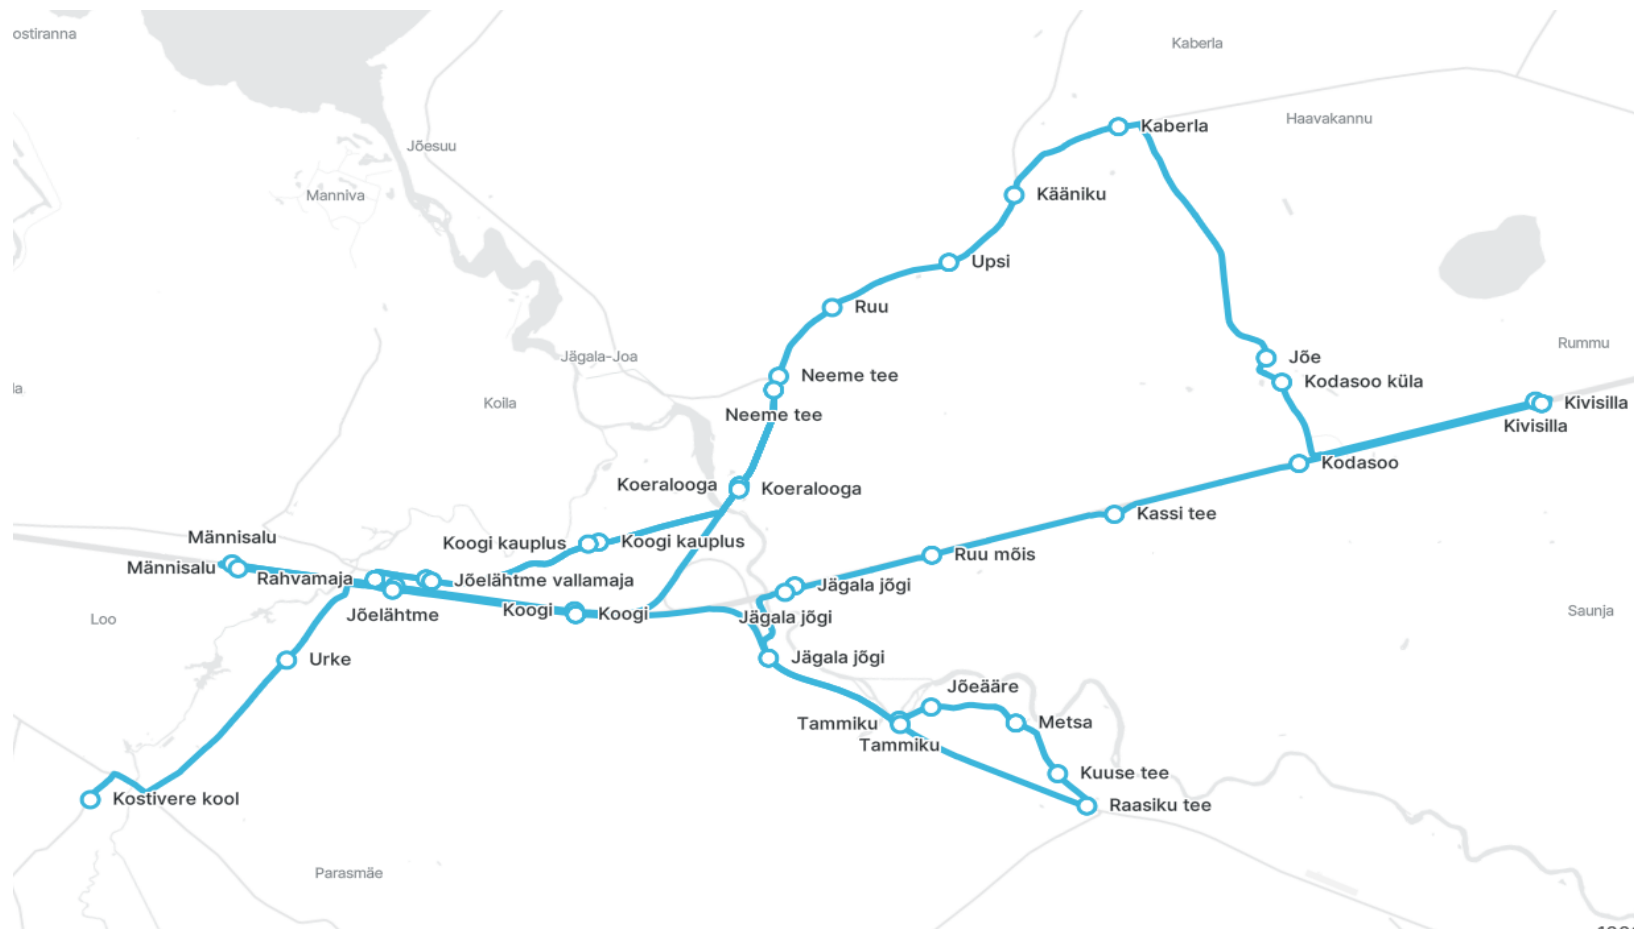 ostiranna
Kaberla
Haavakannu
Kaberla
Jõesuu
Manniva
Kääniku
Upsi
Ruu
Rummu
Jägala-Joa
Jõe
Neeme tee
Kodasoo küla
la
Koila
Kivisilla
Neeme tee
Kivisilla
Kodasoo
Koeralooga
Koeralooga
Kassi tee
Männisalu
Koogi kauplus
Koogi kauplus
Ruu mõis
Männisalu
Rahvamaja
Jõelähtme vallamaja
Jägala jõgi
Koogi
Koogi
Jõelähtme
Jägala jõgi
Saunja
Loo
Urke
Jägala jõgi
Jõeääre
Tammiku
Metsa
Tammiku
Kuuse tee
Kostivere kool
Raasiku tee
Parasmäe